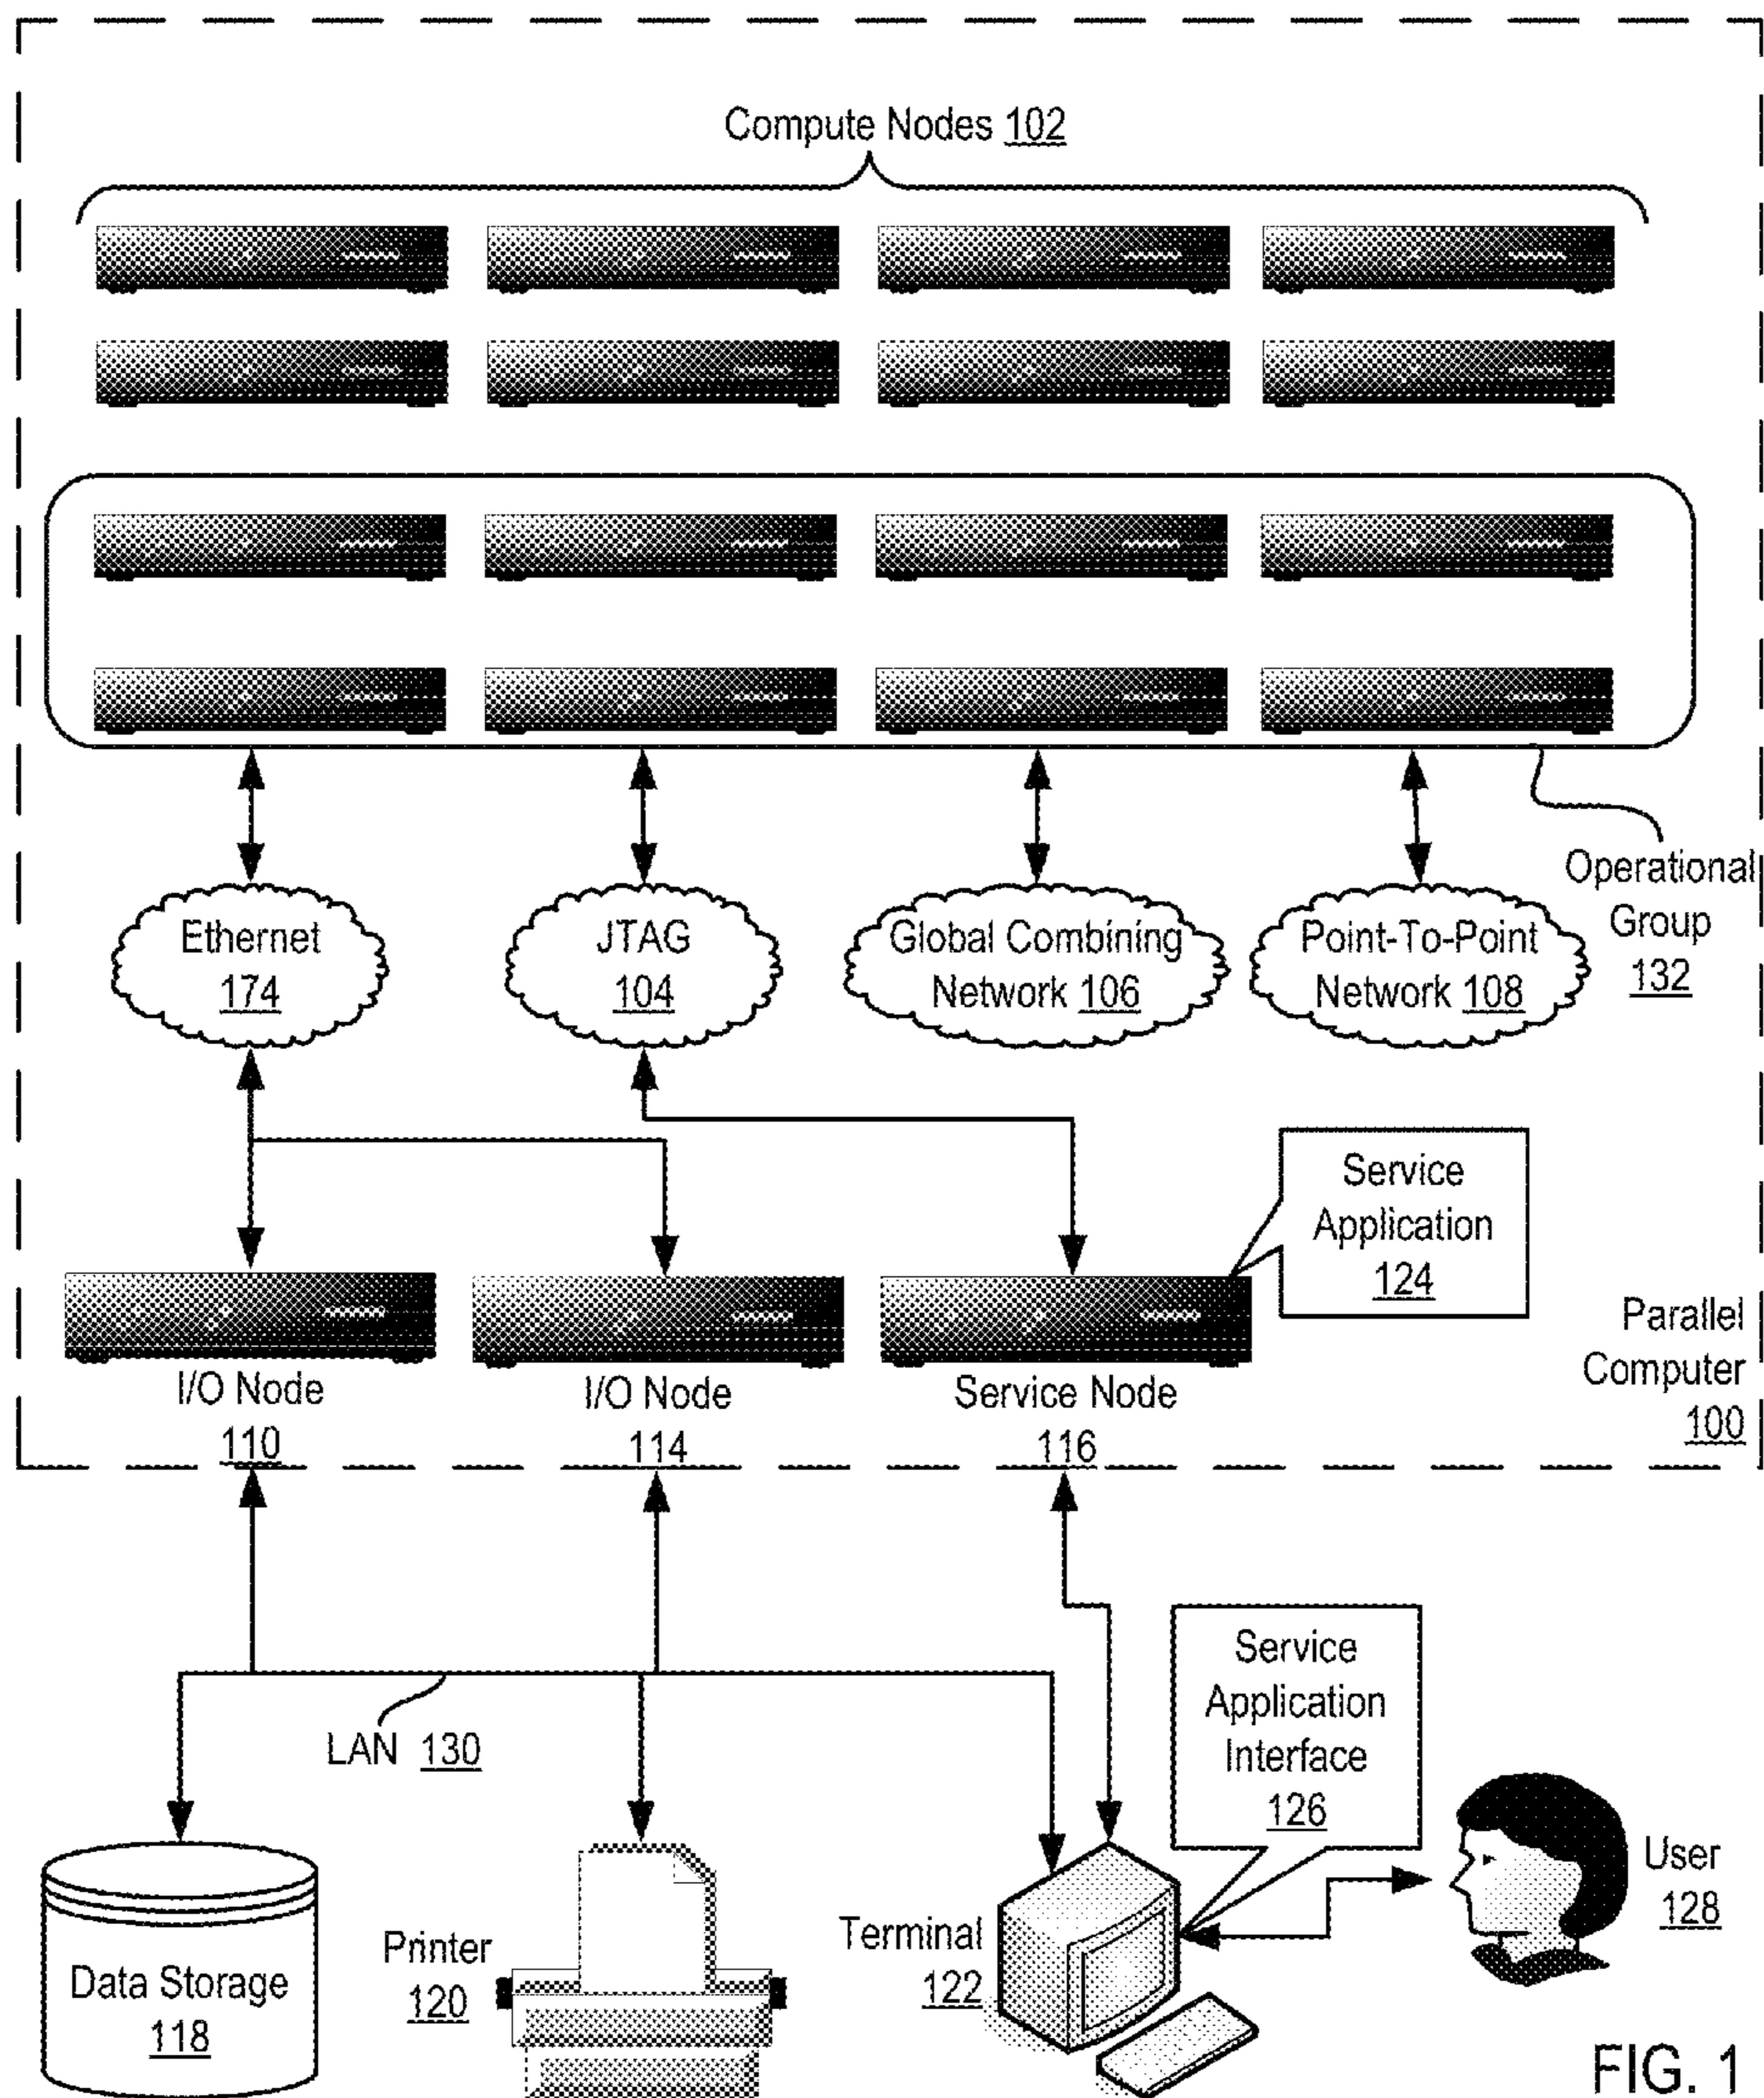 Compute Nodes 102
Operational
Group
132
Ethernet
174
JTAG
104
Global Combining
Network 106
Point-To-Point
Network 108
Service
Application
124
Parallel
Computer
100
I/O Node
110
I/O Node
114
Service Node
116
LAN 130
Service
Application
Interface
126
Data Storage
118
Printer
120
Terminal
122
User
128
FIG. 1